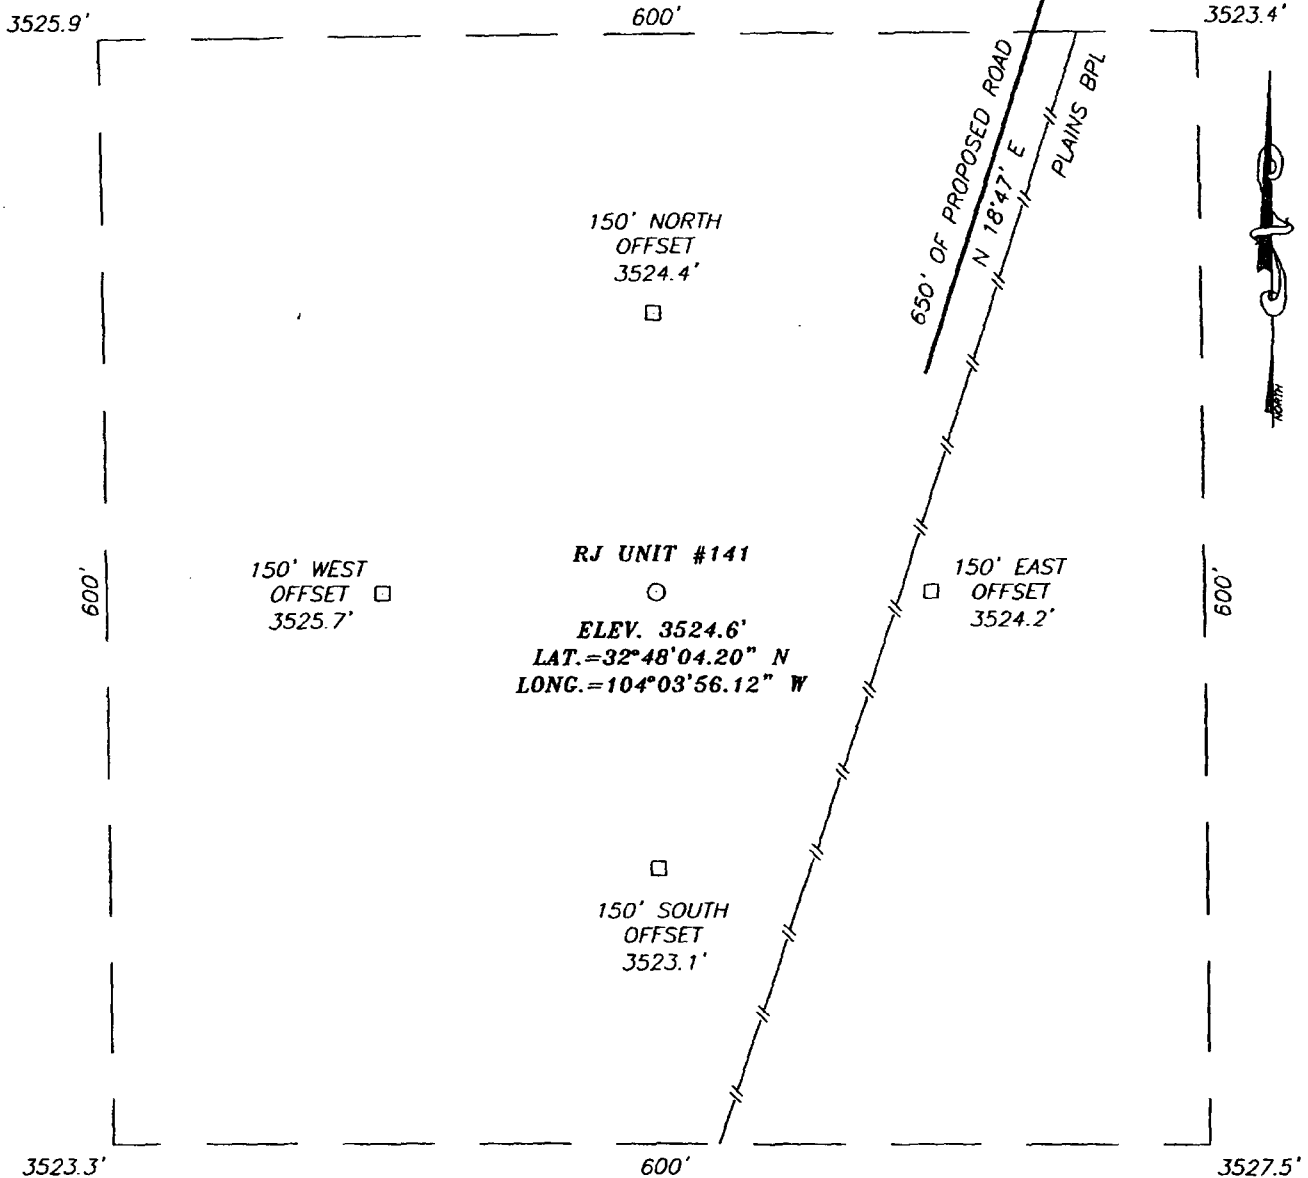 3525.9'
600'
3523.4'
650' OF PROPOSED ROAD
N 18°47' E
PLAINS BPL
NORTH
150' NORTH
OFFSET
3524.4'
600'
150' WEST
OFFSET
3525.7'
RJ UNIT #141
ELEV. 3524.6'
LAT.=32°48'04.20" N
LONG.=104°03'56.12" W
150' EAST
OFFSET
3524.2'
600'
150' SOUTH
OFFSET
3523.1'
3523.3'
600'
3527.5'